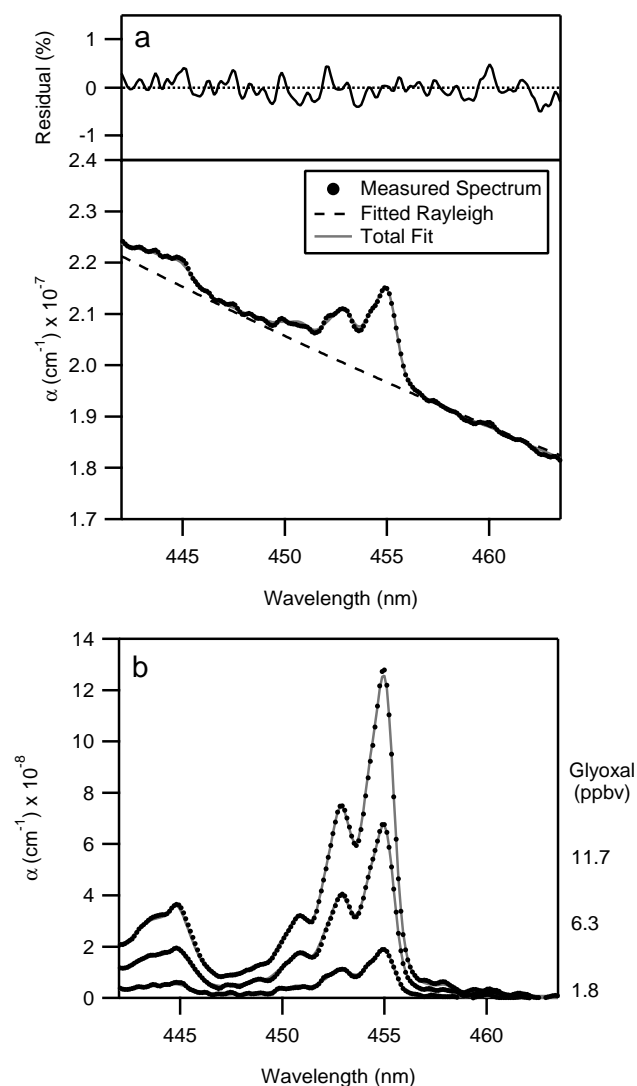 a
1
0
-1
Residual (%)
2.4
2.3
2.2
2.1
2.0
1.9
1.8
1.7
α (cm⁻¹) x 10⁻⁷
Measured Spectrum
Fitted Rayleigh
Total Fit
445 450 455 460
Wavelength (nm)
b
14
12
10
8
6
4
2
0
α (cm⁻¹) x 10⁻⁸
Glyoxal
(ppbv)
11.7
6.3
1.8
445 450 455 460
Wavelength (nm)